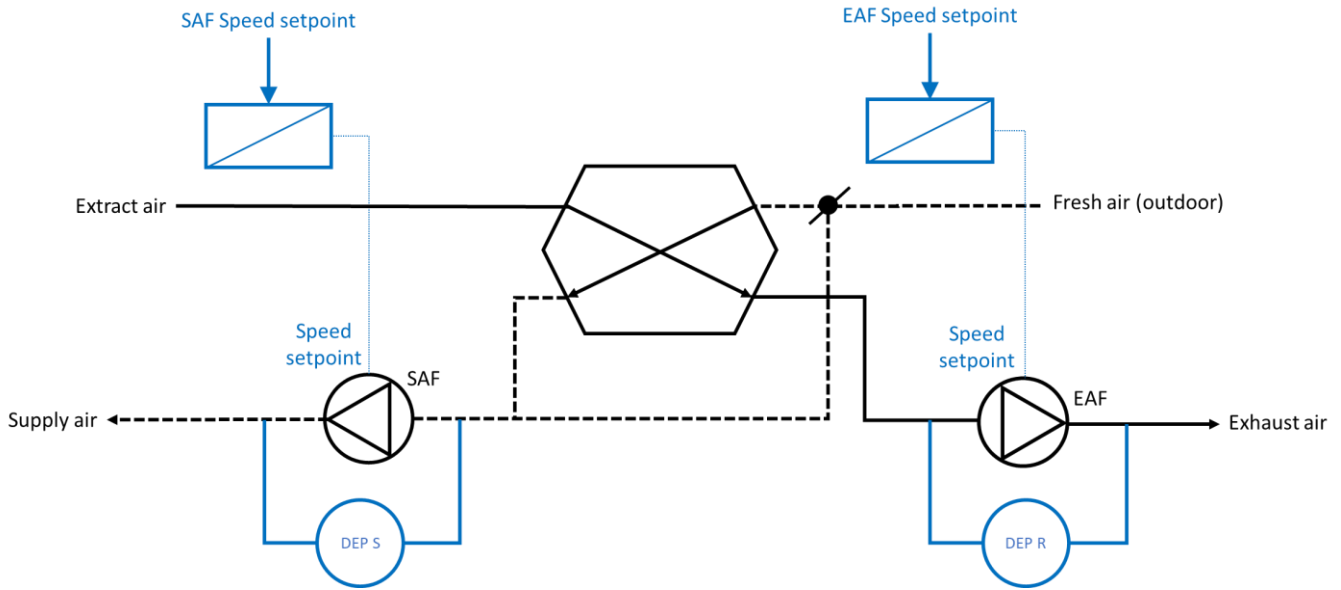 SAF Speed setpoint
EAF Speed setpoint
Extract air
Fresh air (outdoor)
Speed
setpoint
SAF
Speed
setpoint
EAF
Supply air
Exhaust air
DEP S
DEP R